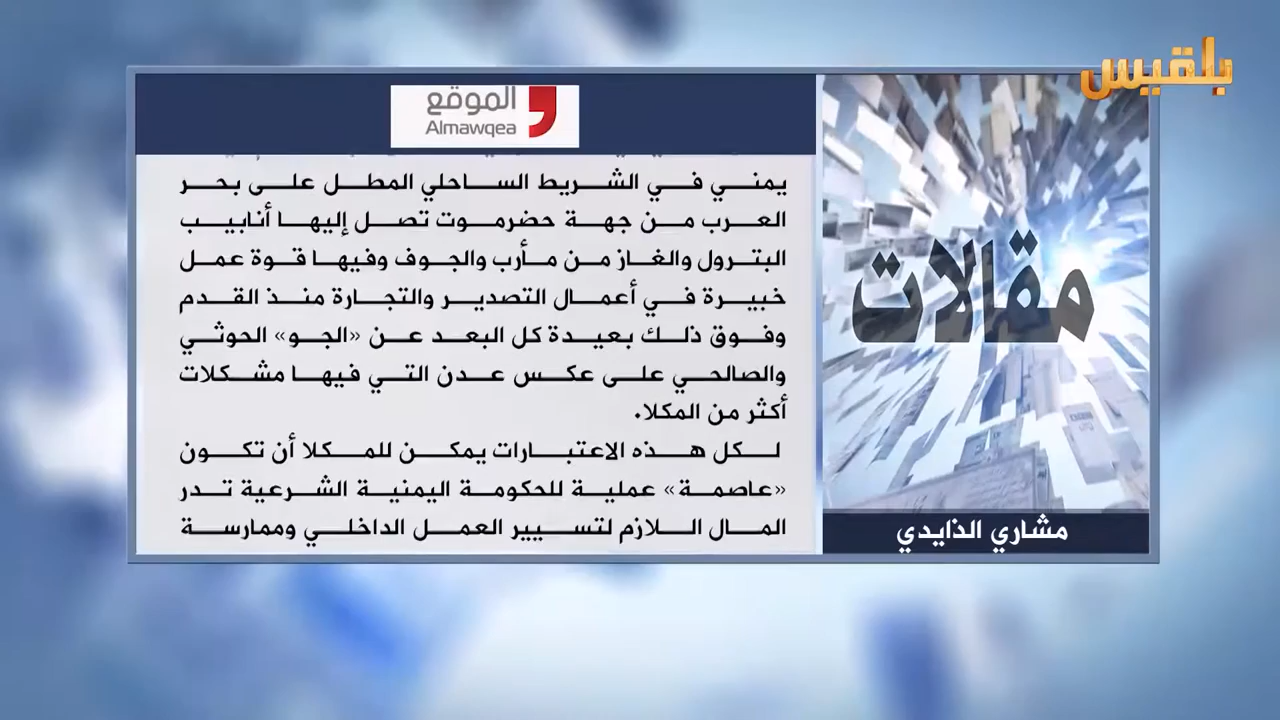 بلقيس
الموقع
Almawqea
يمني في الشريط الساحلي المطل على بحر
العرب من جهة حضرموت تصل إليها أنابيب
البترول والغاز من مأرب والجوف وفيها قوة عمل
خبيرة في أعمال التصدير والتجارة منذ القدم
وفوق ذلك بعيدة كل البعد عن «الجو» الحوثي
والصالحي على عكس عدن التي فيها مشكلات
أكثر من المكلا.
لكل هذه الاعتبارات يمكن للمكلا أن تكون
«عاصمة» عملية للحكومة اليمنية الشرعية تدر
المال اللازم لتسيير العمل الداخلي وممارسة
مقالات
مشاري الذايدي